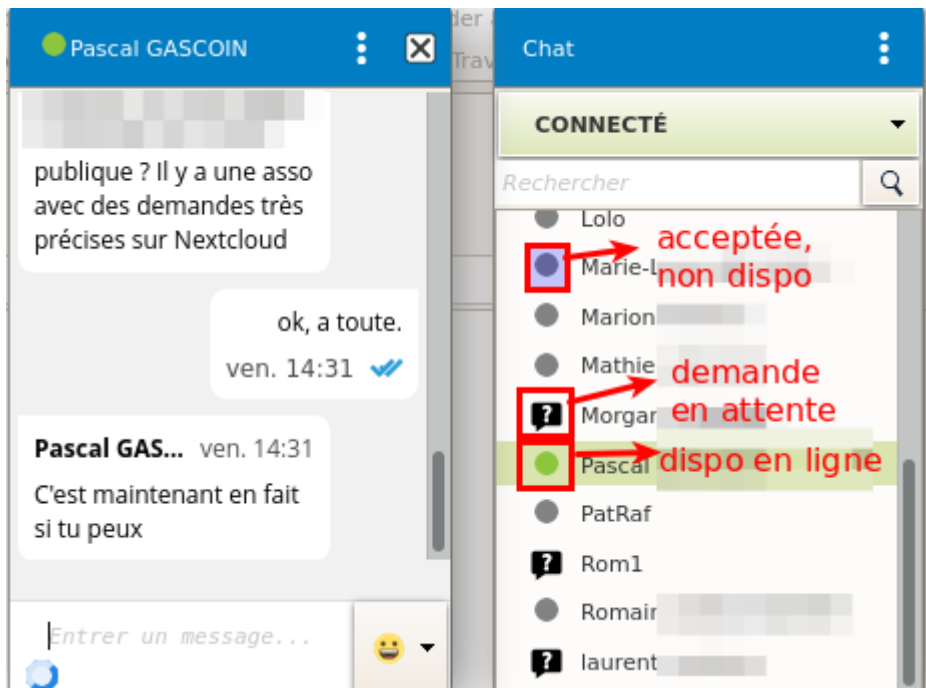 Pascal GASCOIN
publique ? Il y a une asso
avec des demandes très
précises sur Nextcloud
ok, a toute.
ven. 14:31
Pascal GAS... ven. 14:31
C'est maintenant en fait
si tu peux
Entrer un message...
Chat
CONNECTÉ
Rechercher
Lolo
acceptée,
Marie-L
non dispo
Marion
Mathie
demande
Morgan
en attente
Pascal
dispo en ligne
PatRaf
Rom1
Romain
laurent